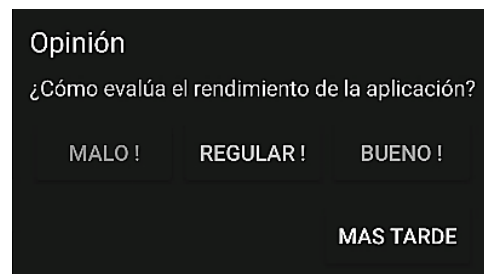 Opinión
¿Cómo evalúa el rendimiento de la aplicación?
MALO ! REGULAR ! BUENO !
MAS TARDE